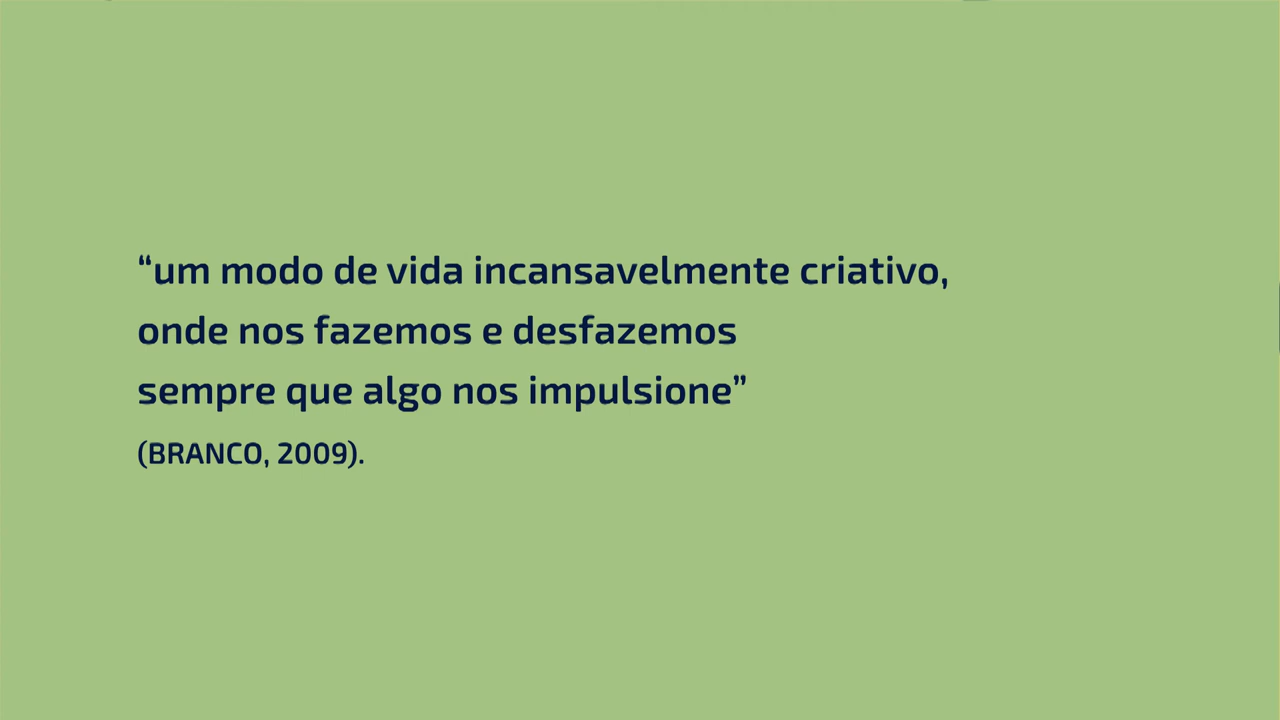 “um modo de vida incansavelmente criativo,
onde nos fazemos e desfazemos
sempre que algo nos impulsione”
(BRANCO, 2009).